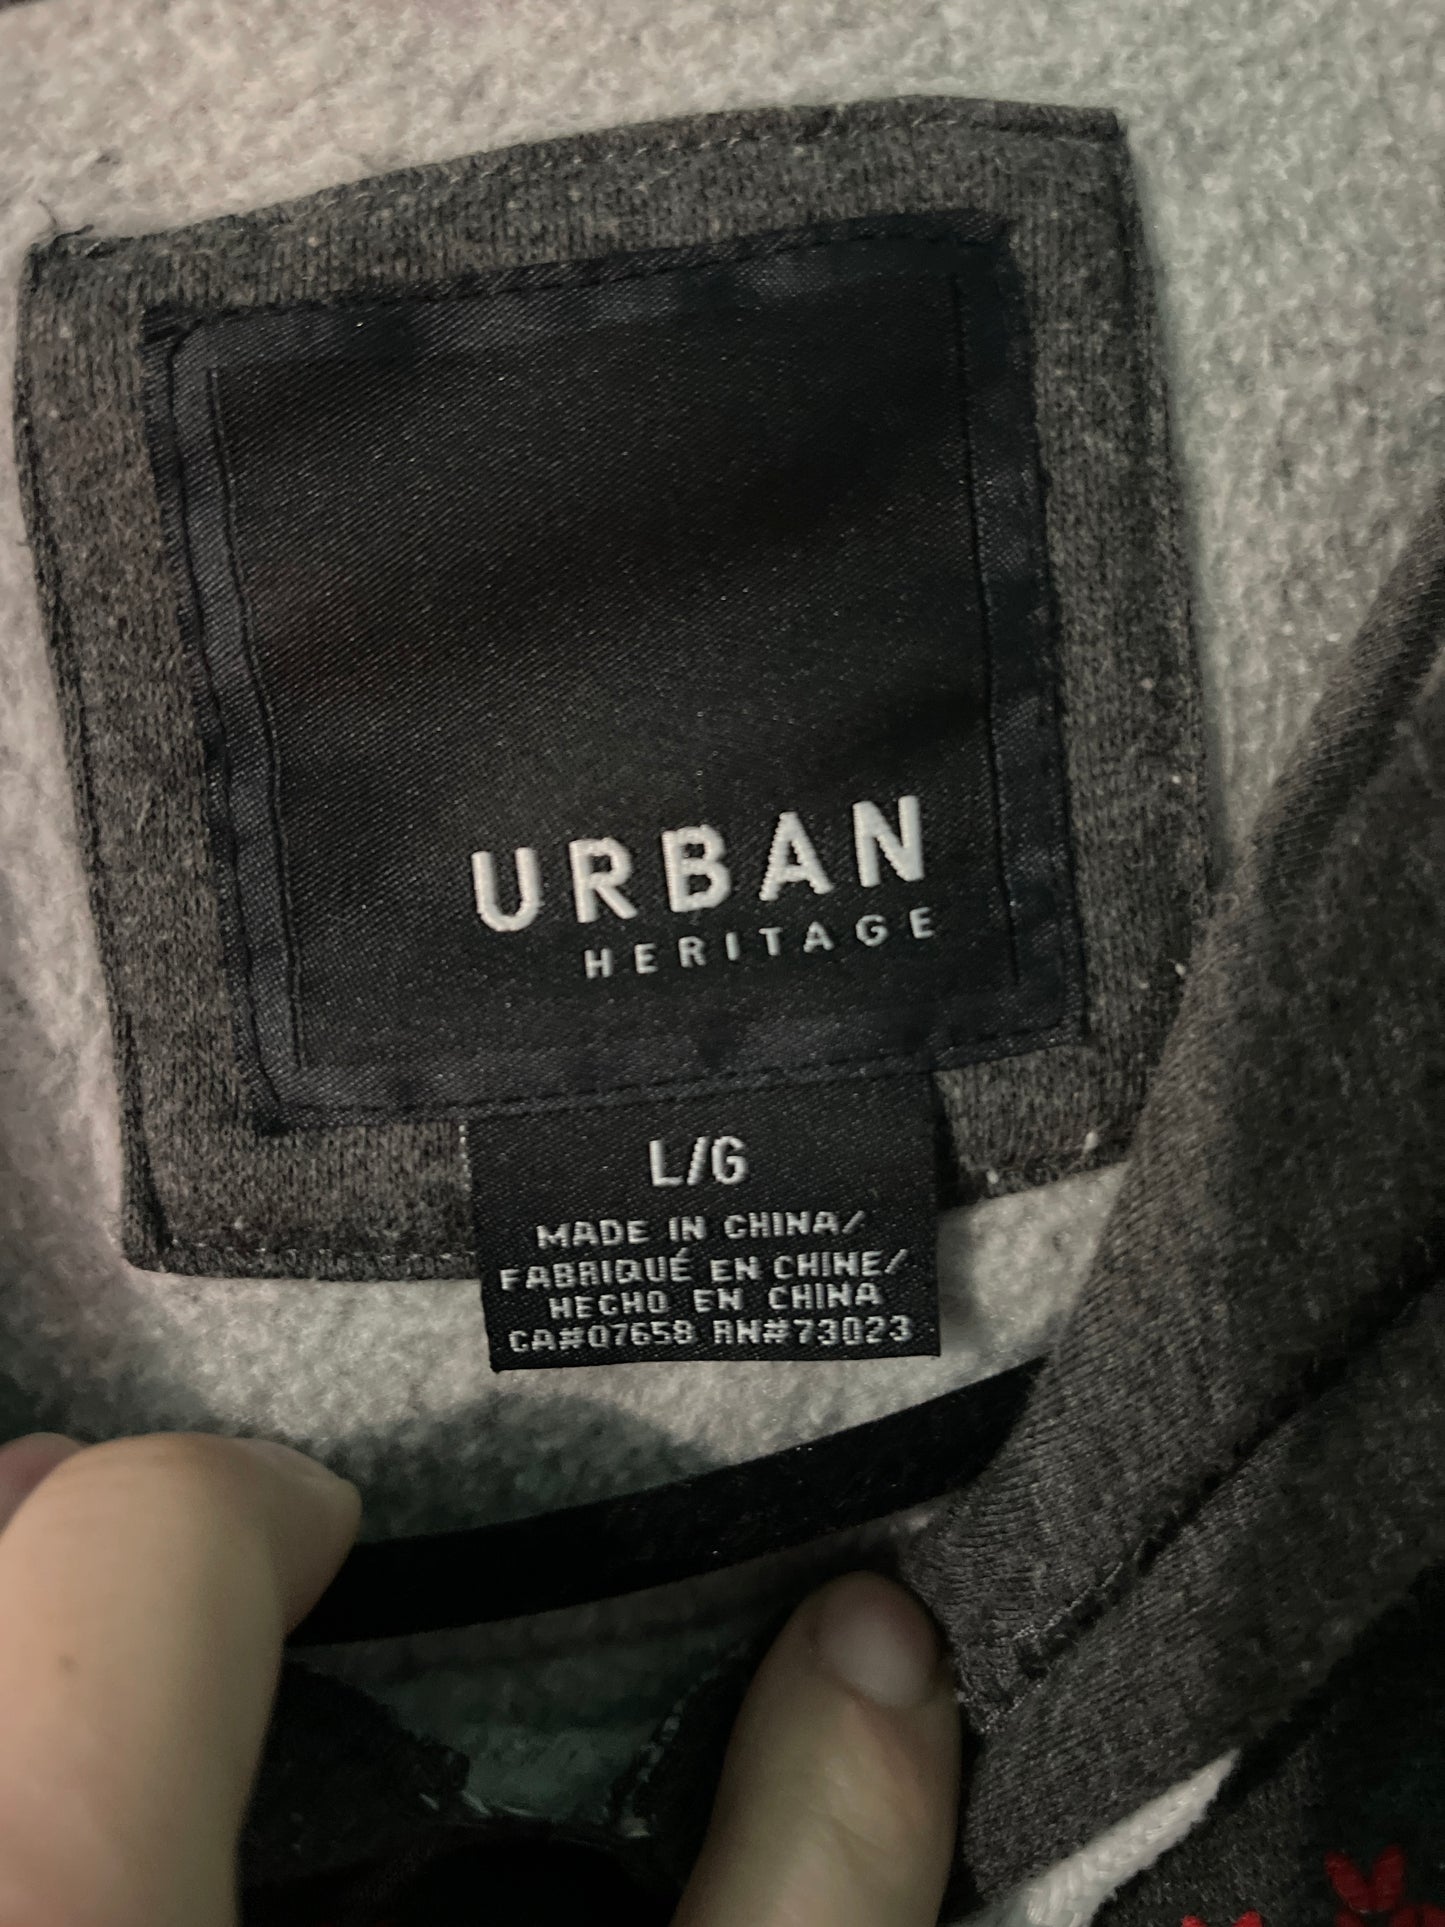 URBAN
HERITAGE
L/G
MADE IN CHINA/
FABRIQUÉ EN CHINE/
HECHO EN CHINA
CA#07658 RN#73023